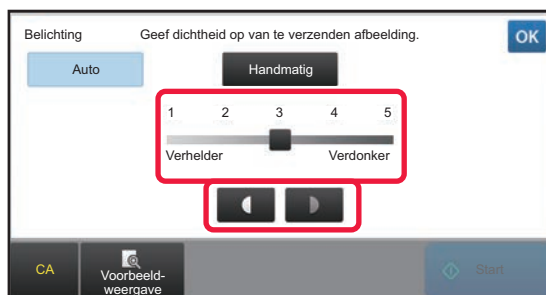 Belichting Geef dichtheid op van te verzenden afbeelding. OK
Auto Handmatig
1 2 3 4 5
Verhelder Verdonker
CA Voorbeeld- Start
weergave